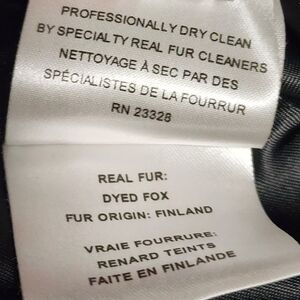 PROFESSIONALLY DRY CLEAN
BY SPECIALTY REAL FUR CLEANERS
NETTOYAGE À SEC PAR DES
SPÉCIALISTES DE LA FOURRUR
RN 23328
REAL FUR:
DYED FOX
FUR ORIGIN: FINLAND
VRAIE FOURRURE:
RENARD TEINTS
FAITE EN FINLANDE